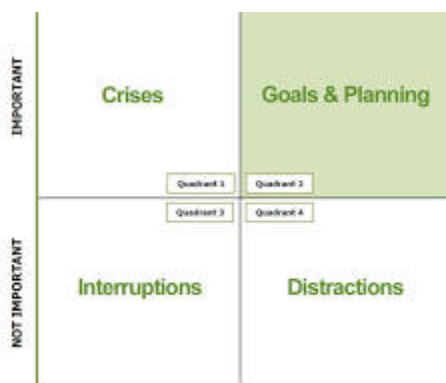 IMPORTANT
Crises
Goals & Planning
Quadrant 1
Quadrant 2
Quadrant 3
Quadrant 4
NOT IMPORTANT
Interruptions
Distractions